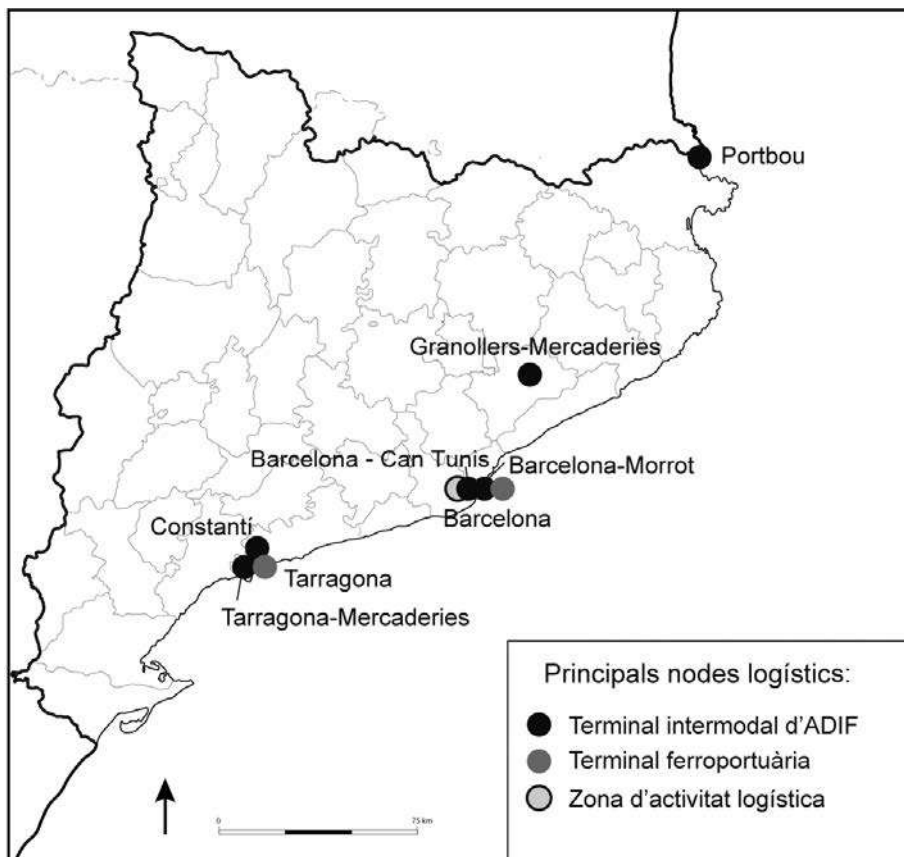 Portbou
Granollers-Mercaderies
Barcelona - Can Tunis
Barcelona-Morrot
Barcelona
Constantí
Tarragona
Tarragona-Mercaderies
Principals nodes logístics:
Terminal intermodal d'ADIF
Terminal ferroportuària
Zona d'activitat logística
0
75 km